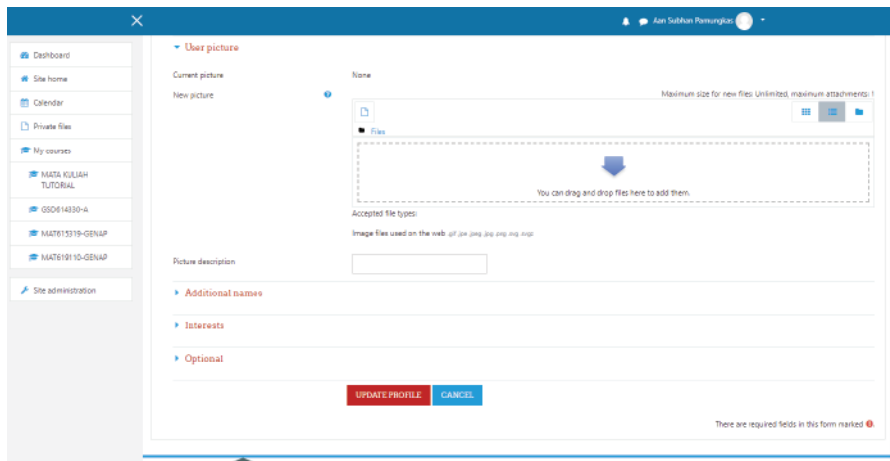 Aan Subhan Pamungkas
Dashboard
Site home
Calendar
Private files
My courses
MATA KULIAH
TUTORIAL
GSD614330-A
MAT615319-GENAP
MAT619110-GENAP
Site administration
User picture
Current picture
None
New picture
Maximum size for new files: Unlimited, maximum attachments: 1
Files
You can drag and drop files here to add them.
Accepted file types:
Image files used on the web .gif .jpe .jpeg .jpg .png .svg .svgz
Picture description
Additional names
Interests
Optional
UPDATE PROFILE
CANCEL
There are required fields in this form marked